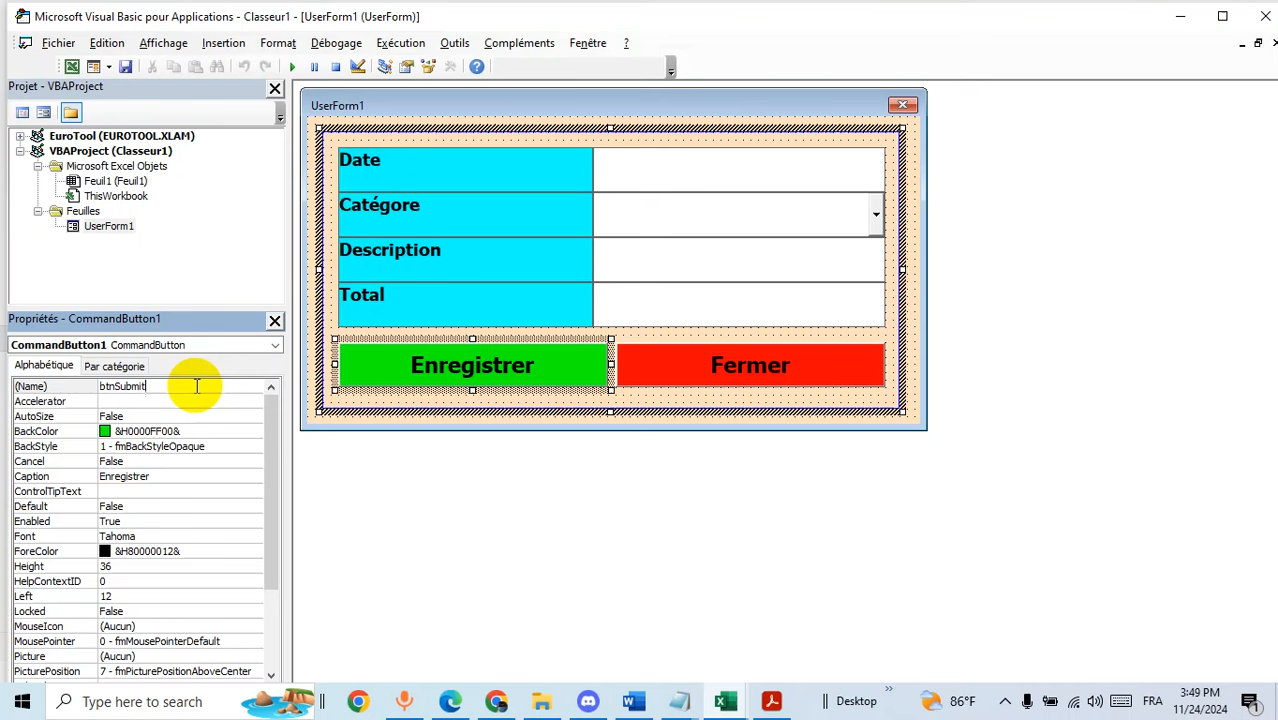 Microsoft Visual Basic pour Applications - Classeur1 - [UserForm1 (UserForm)]
Fichier Edition Affichage Insertion Format Débogage Exécution Outils Compléments Fenêtre ?
Projet - VBAProject
EuroTool (EUROTOOL.XLAM)
VBAProject (Classeur1)
Microsoft Excel Objets
Feuil1 (Feuil1)
ThisWorkbook
Feuilles
UserForm1
Propriétés - CommandButton1
CommandButton1 CommandButton
Alphabétique Par catégorie
(Name) btnSubmit
Accelerator
AutoSize False
BackColor &H0000FF00&
BackStyle 1 - fmBackStyleOpaque
Cancel False
Caption Enregistrer
ControlTipText
Default False
Enabled True
Font Tahoma
ForeColor &H80000012&
Height 36
HelpContextID 0
Left 12
Locked False
MouseIcon (Aucun)
MousePointer 0 - fmMousePointerDefault
Picture (Aucun)
PicturePosition 7 - fmPicturePositionAboveCenter
UserForm1
Date
Catégore
Description
Total
Enregistrer Fermer
Type here to search
Desktop
86°F
FRA
3:49 PM
11/24/2024
1